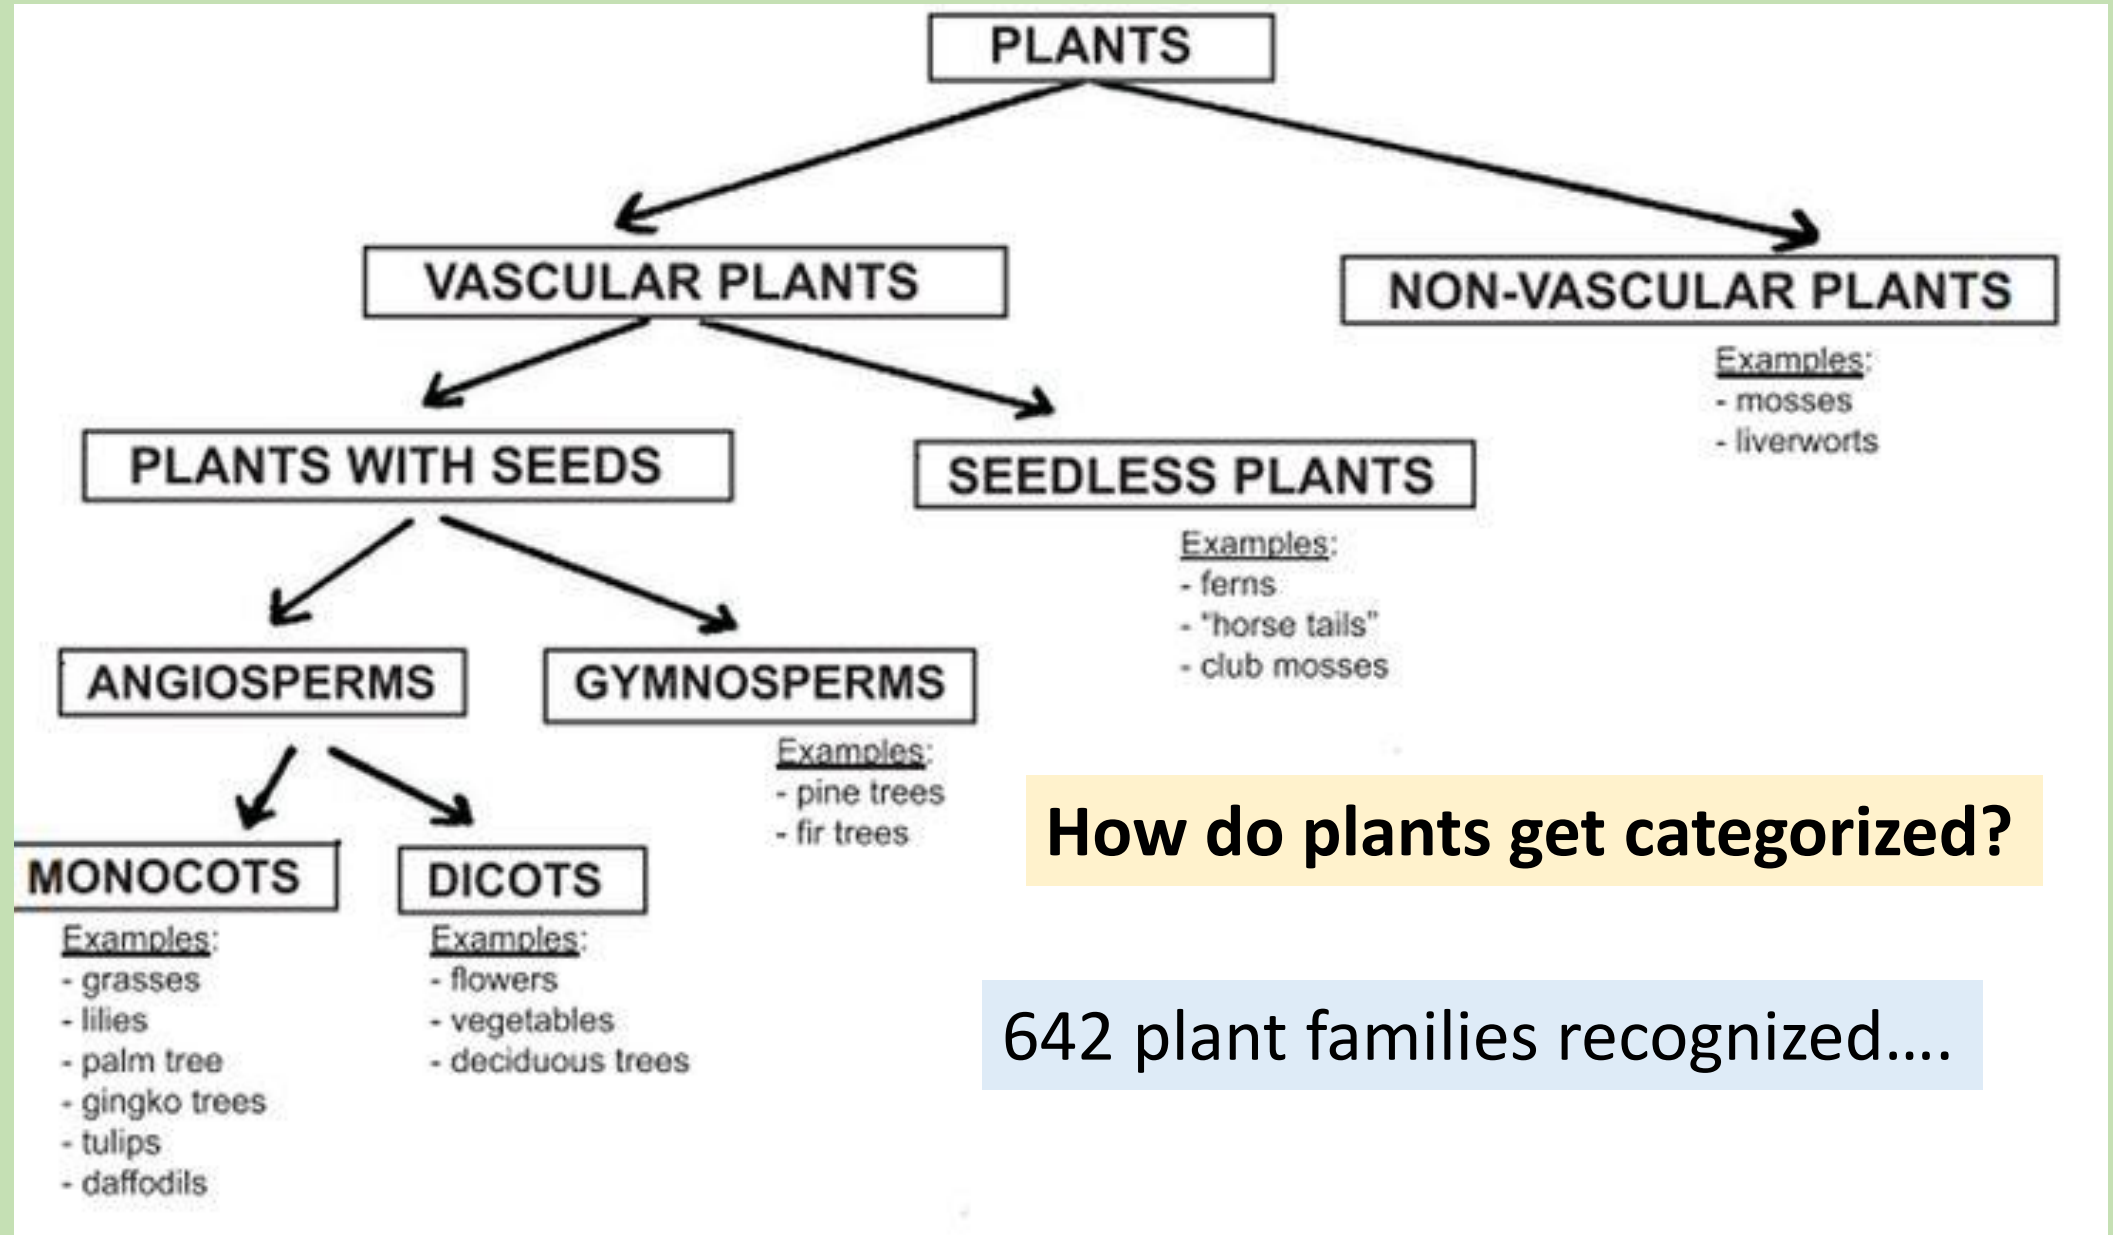 PLANTS
VASCULAR PLANTS
NON-VASCULAR PLANTS
Examples:
- mosses
- liverworts
PLANTS WITH SEEDS
SEEDLESS PLANTS
Examples:
- ferns
- "horse tails"
- club mosses
ANGIOSPERMS
GYMNOSPERMS
Examples:
- pine trees
- fir trees
MONOCOTS
Examples:
- grasses
- lilies
- palm tree
- gingko trees
- tulips
- daffodils
DICOTS
Examples:
- flowers
- vegetables
- deciduous trees
How do plants get categorized?
642 plant families recognized....